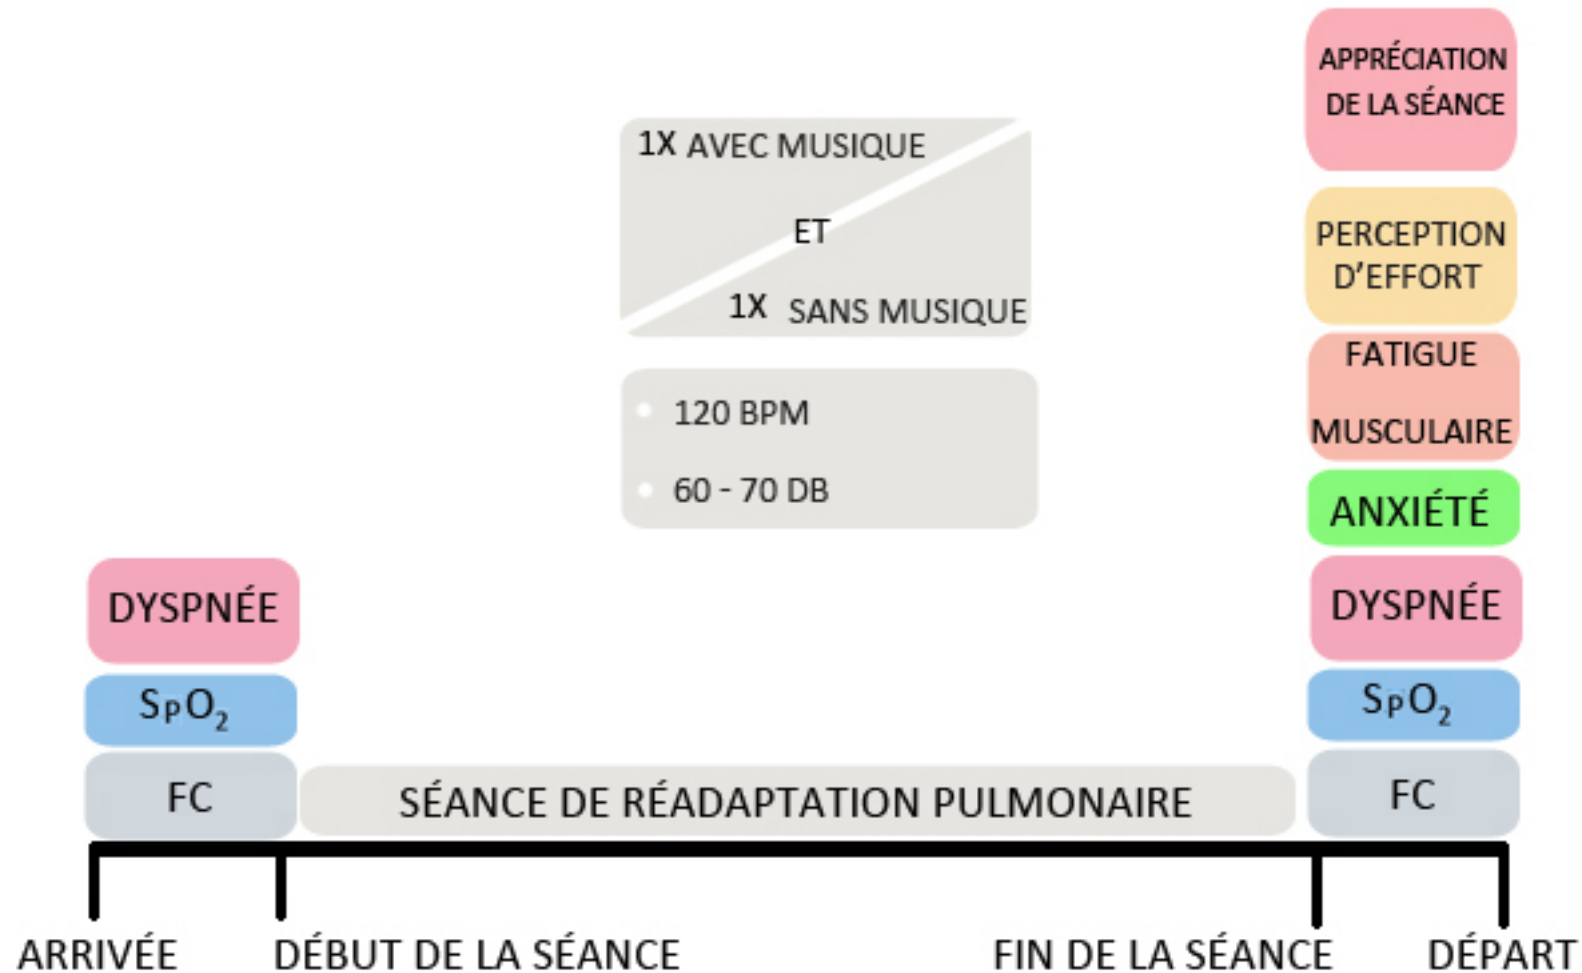 APPRÉCIATION
DE LA SÉANCE
1X AVEC MUSIQUE
ET
1X SANS MUSIQUE
PERCEPTION
D'EFFORT
FATIGUE
MUSCULAIRE
120 BPM
60 - 70 DB
ANXIÉTÉ
DYSPNÉE
DYSPNÉE
SPO₂
SPO₂
FC
SÉANCE DE RÉADAPTATION PULMONAIRE
FC
ARRIVÉE
DÉBUT DE LA SÉANCE
FIN DE LA SÉANCE
DÉPART